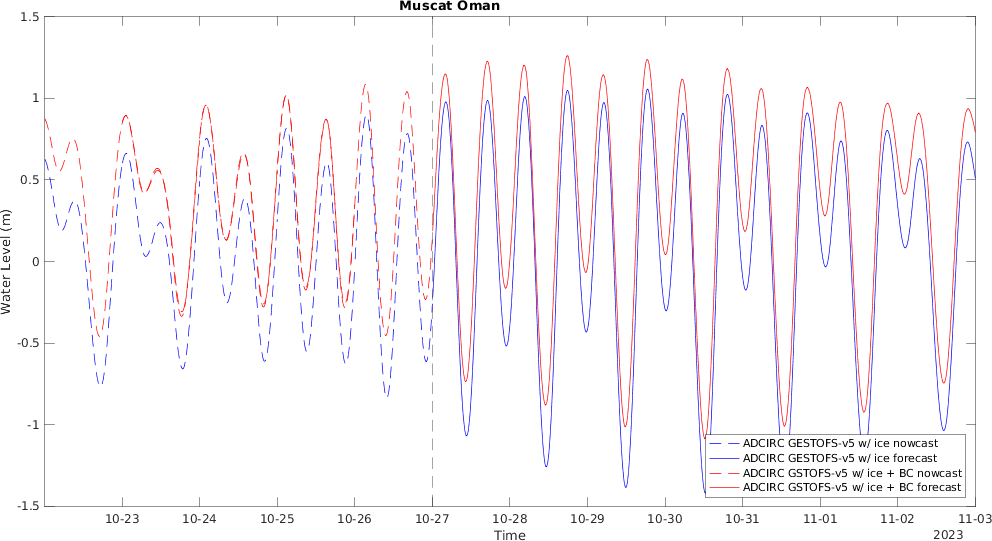 Muscat Oman
1.5
1
0.5
0
-0.5
-1
-1.5
Water Level (m)
ADCIRC GESTOFS-v5 w/ ice nowcast
ADCIRC GESTOFS-v5 w/ ice forecast
ADCIRC GSTOFS-v5 w/ ice + BC nowcast
ADCIRC GSTOFS-v5 w/ ice + BC forecast
10-23 10-24 10-25 10-26 10-27 10-28 10-29 10-30 10-31 11-01 11-02 11-03
Time
2023